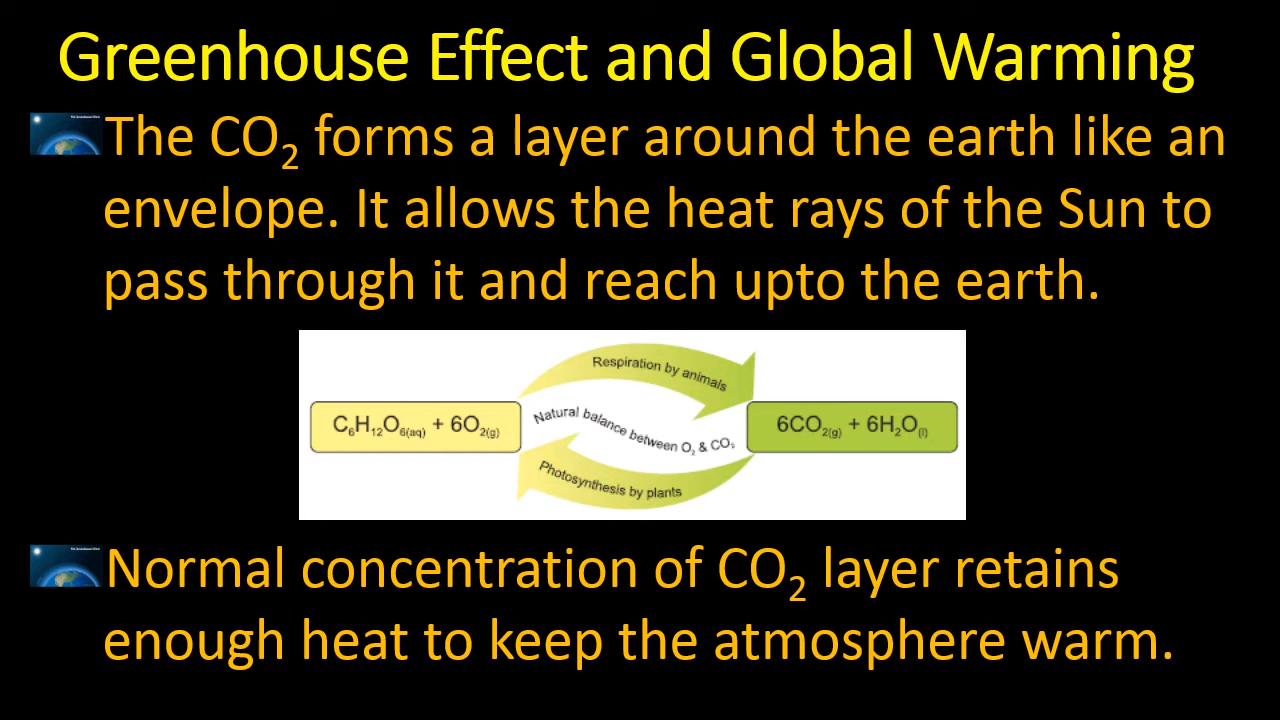 Greenhouse Effect and Global Warming
The CO₂ forms a layer around the earth like an
envelope. It allows the heat rays of the Sun to
pass through it and reach upto the earth.
Respiration by animals
C₆H₁₂O₆(aq) + 6O₂(g)
Natural balance between O₂ & CO₂
6CO₂(g) + 6H₂O(l)
Photosynthesis by plants
Normal concentration of CO₂ layer retains
enough heat to keep the atmosphere warm.